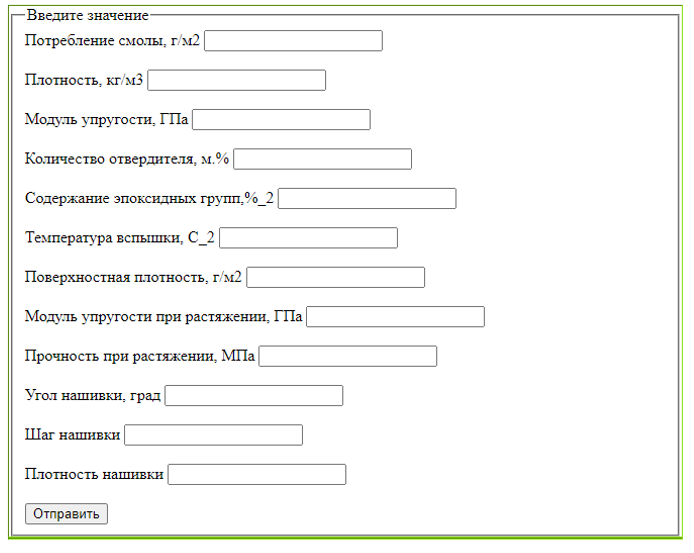 Введите значение
Потребление смолы, г/м2
Плотность, кг/м3
Модуль упругости, ГПа
Количество отвердителя, м.%
Содержание эпоксидных групп,%_2
Температура вспышки, С_2
Поверхностная плотность, г/м2
Модуль упругости при растяжении, ГПа
Прочность при растяжении, МПа
Угол нашивки, град
Шаг нашивки
Плотность нашивки
Отправить